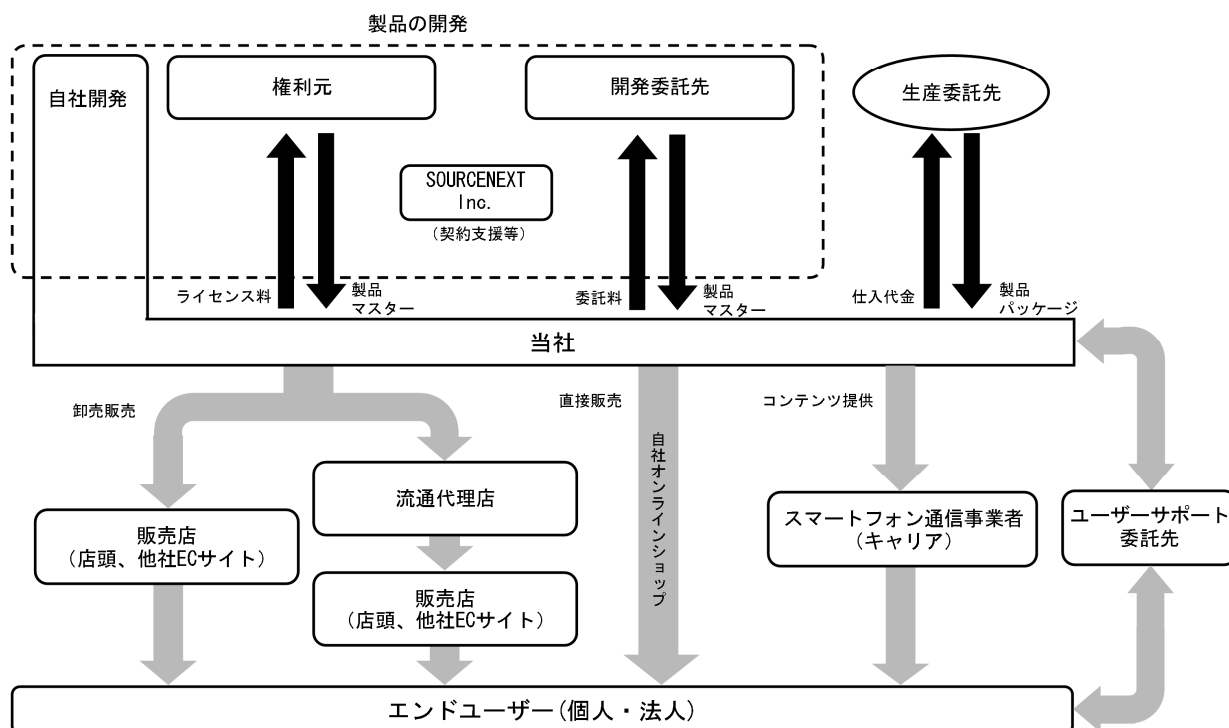 製品の開発
自社開発
権利元
開発委託先
生産委託先
SOURCENEXT
Inc.
(契約支援等)
ライセンス料
製品
マスター
委託料
製品
マスター
仕入代金
製品
パッケージ
当社
卸売販売
直接販売
コンテンツ提供
自社オンラインショップ
流通代理店
販売店
(店頭、他社ECサイト)
販売店
(店頭、他社ECサイト)
スマートフォン通信事業者
(キャリア)
ユーザーサポート
委託先
エンドユーザー(個人・法人)